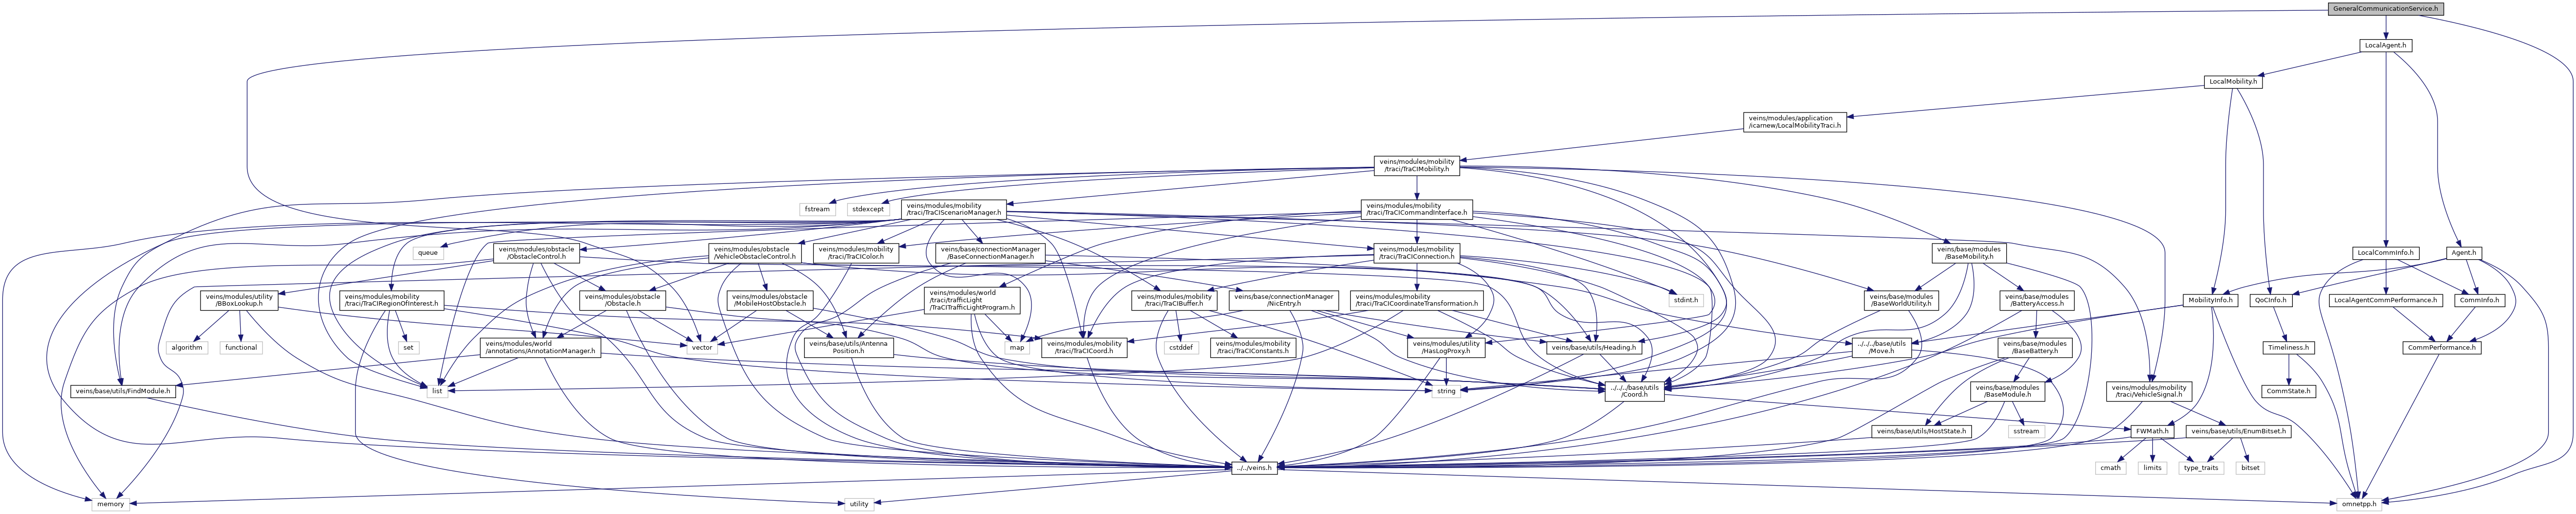 GeneralCommunicationService.h
LocalAgent.h
LocalMobility.h
veins/modules/application
/icarnew/LocalMobilityTraci.h
veins/modules/mobility
/traci/TraCIMobility.h
fstream
stdexcept
veins/modules/mobility
/traci/TraCIScenarioManager.h
veins/modules/mobility
/traci/TraCICommandInterface.h
queue
veins/modules/obstacle
/ObstacleControl.h
veins/modules/obstacle
/VehicleObstacleControl.h
veins/modules/mobility
/traci/TraCIColor.h
veins/base/connectionManager
/BaseConnectionManager.h
veins/modules/mobility
/traci/TraCIConnection.h
veins/base/modules
/BaseMobility.h
LocalCommInfo.h
Agent.h
veins/modules/utility
/BBoxLookup.h
veins/modules/mobility
/traci/TraCIRegionOfInterest.h
veins/modules/obstacle
/Obstacle.h
veins/modules/obstacle
/MobileHostObstacle.h
veins/modules/world
/traci/trafficLight
/TraCITrafficLightProgram.h
veins/modules/mobility
/traci/TraCIBuffer.h
veins/base/connectionManager
/NicEntry.h
veins/modules/mobility
/traci/TraCICoordinateTransformation.h
stdint.h
veins/base/modules
/BaseWorldUtility.h
veins/base/modules
/BatteryAccess.h
MobilityInfo.h
QoCInfo.h
LocalAgentCommPerformance.h
CommInfo.h
algorithm
functional
set
veins/modules/world
/annotations/AnnotationManager.h
vector
veins/base/utils/Antenna
Position.h
map
veins/modules/mobility
/traci/TraCICoord.h
cstddef
veins/modules/mobility
/traci/TraCIConstants.h
veins/modules/utility
/HasLogProxy.h
veins/base/utils/Heading.h
../../../base/utils
/Move.h
veins/base/modules
/BaseBattery.h
Timeliness.h
CommPerformance.h
veins/base/utils/FindModule.h
list
string
../../../base/utils
/Coord.h
veins/base/modules
/BaseModule.h
veins/modules/mobility
/traci/VehicleSignal.h
CommState.h
veins/base/utils/HostState.h
sstream
FWMath.h
veins/base/utils/EnumBitset.h
../../veins.h
cmath
limits
type_traits
bitset
memory
utility
omnetpp.h